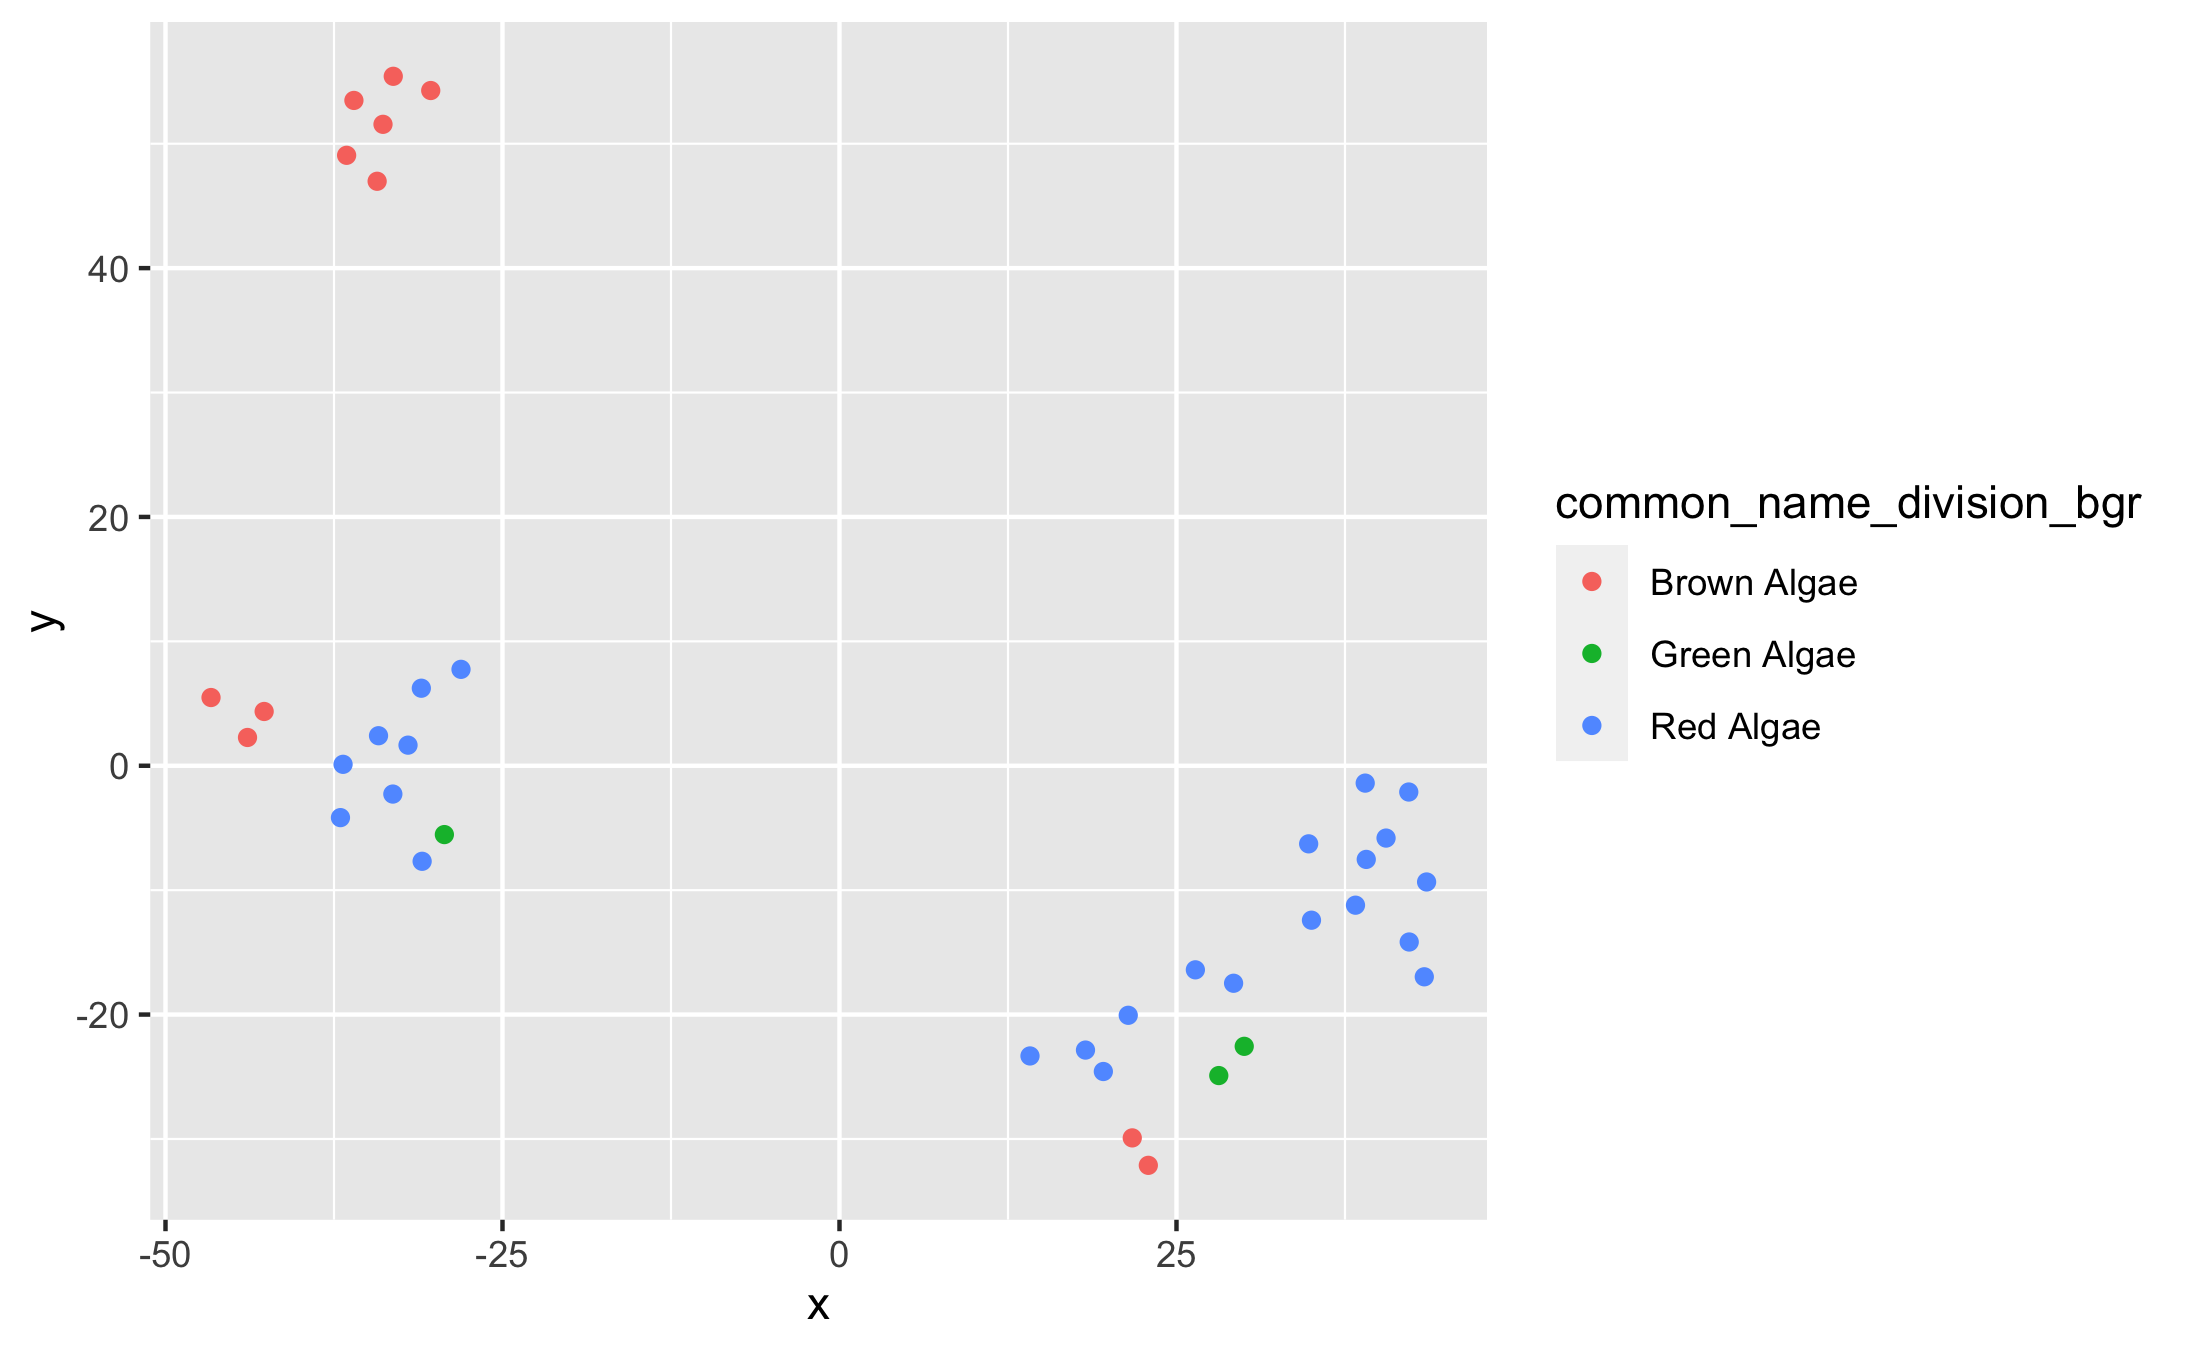 40
20
0
-20
y
-50 -25 0 25
x
common_name_division_bgr
Brown Algae
Green Algae
Red Algae